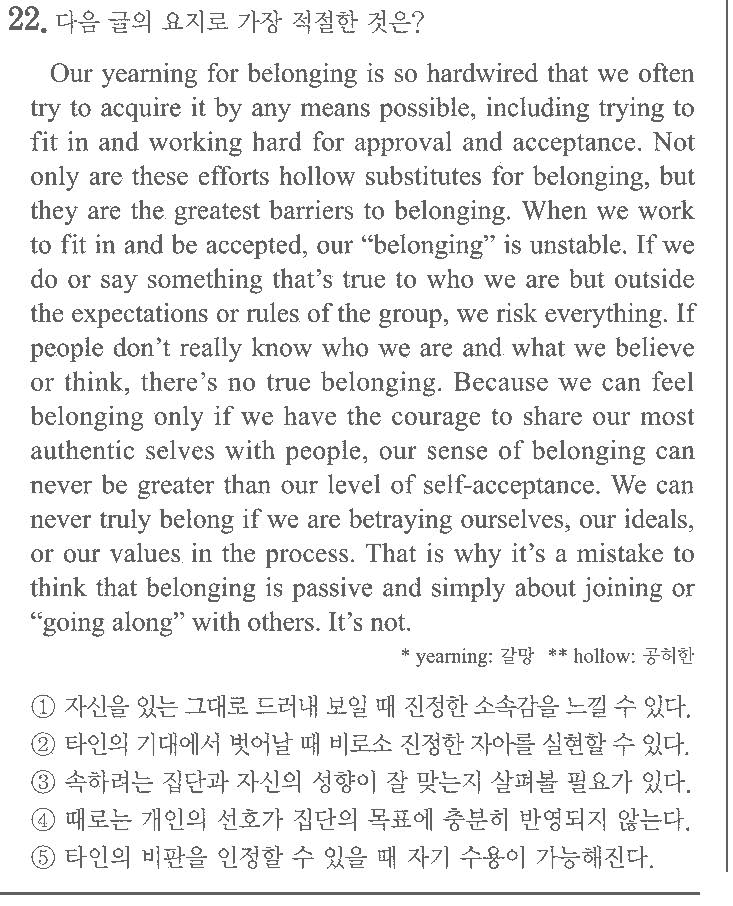 22. 다음 글의 요지로 가장 적절한 것은?
Our yearning for belonging is so hardwired that we often
try to acquire it by any means possible, including trying to
fit in and working hard for approval and acceptance. Not
only are these efforts hollow substitutes for belonging, but
they are the greatest barriers to belonging. When we work
to fit in and be accepted, our “belonging” is unstable. If we
do or say something that’s true to who we are but outside
the expectations or rules of the group, we risk everything. If
people don’t really know who we are and what we believe
or think, there’s no true belonging. Because we can feel
belonging only if we have the courage to share our most
authentic selves with people, our sense of belonging can
never be greater than our level of self-acceptance. We can
never truly belong if we are betraying ourselves, our ideals,
or our values in the process. That is why it’s a mistake to
think that belonging is passive and simply about joining or
“going along” with others. It’s not.
* yearning: 갈망 ** hollow: 공허한
① 자신을 있는 그대로 드러내 보일 때 진정한 소속감을 느낄 수 있다.
② 타인의 기대에서 벗어날 때 비로소 진정한 자아를 실현할 수 있다.
③ 속하려는 집단과 자신의 성향이 잘 맞는지 살펴볼 필요가 있다.
④ 때로는 개인의 선호가 집단의 목표에 충분히 반영되지 않는다.
⑤ 타인의 비판을 인정할 수 있을 때 자기 수용이 가능해진다.